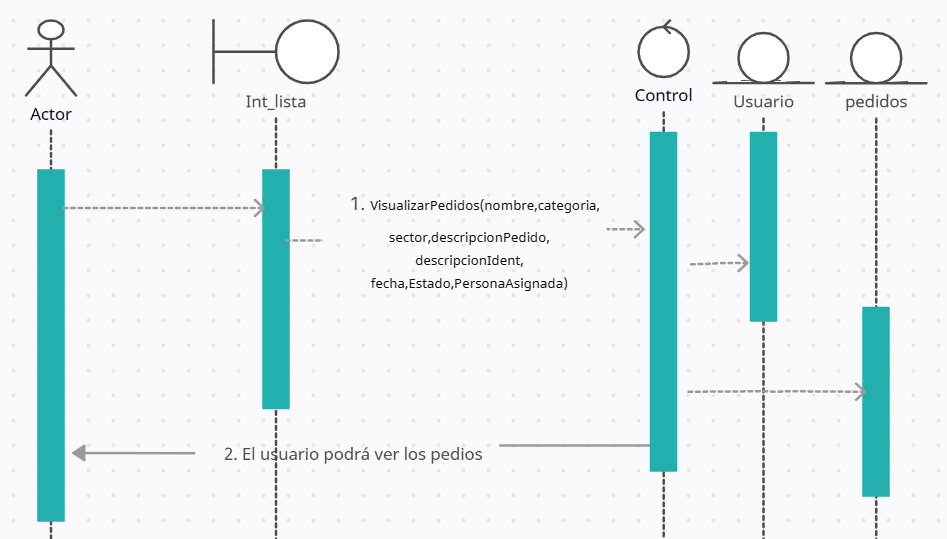 Actor
Int_lista
Control
Usuario
pedidos
1. VisualizarPedidos(nombre,categoria,
sector,descripcionPedido,
descripcionIdent,
fecha,Estado,PersonaAsignada)
2. El usuario podrá ver los pedios